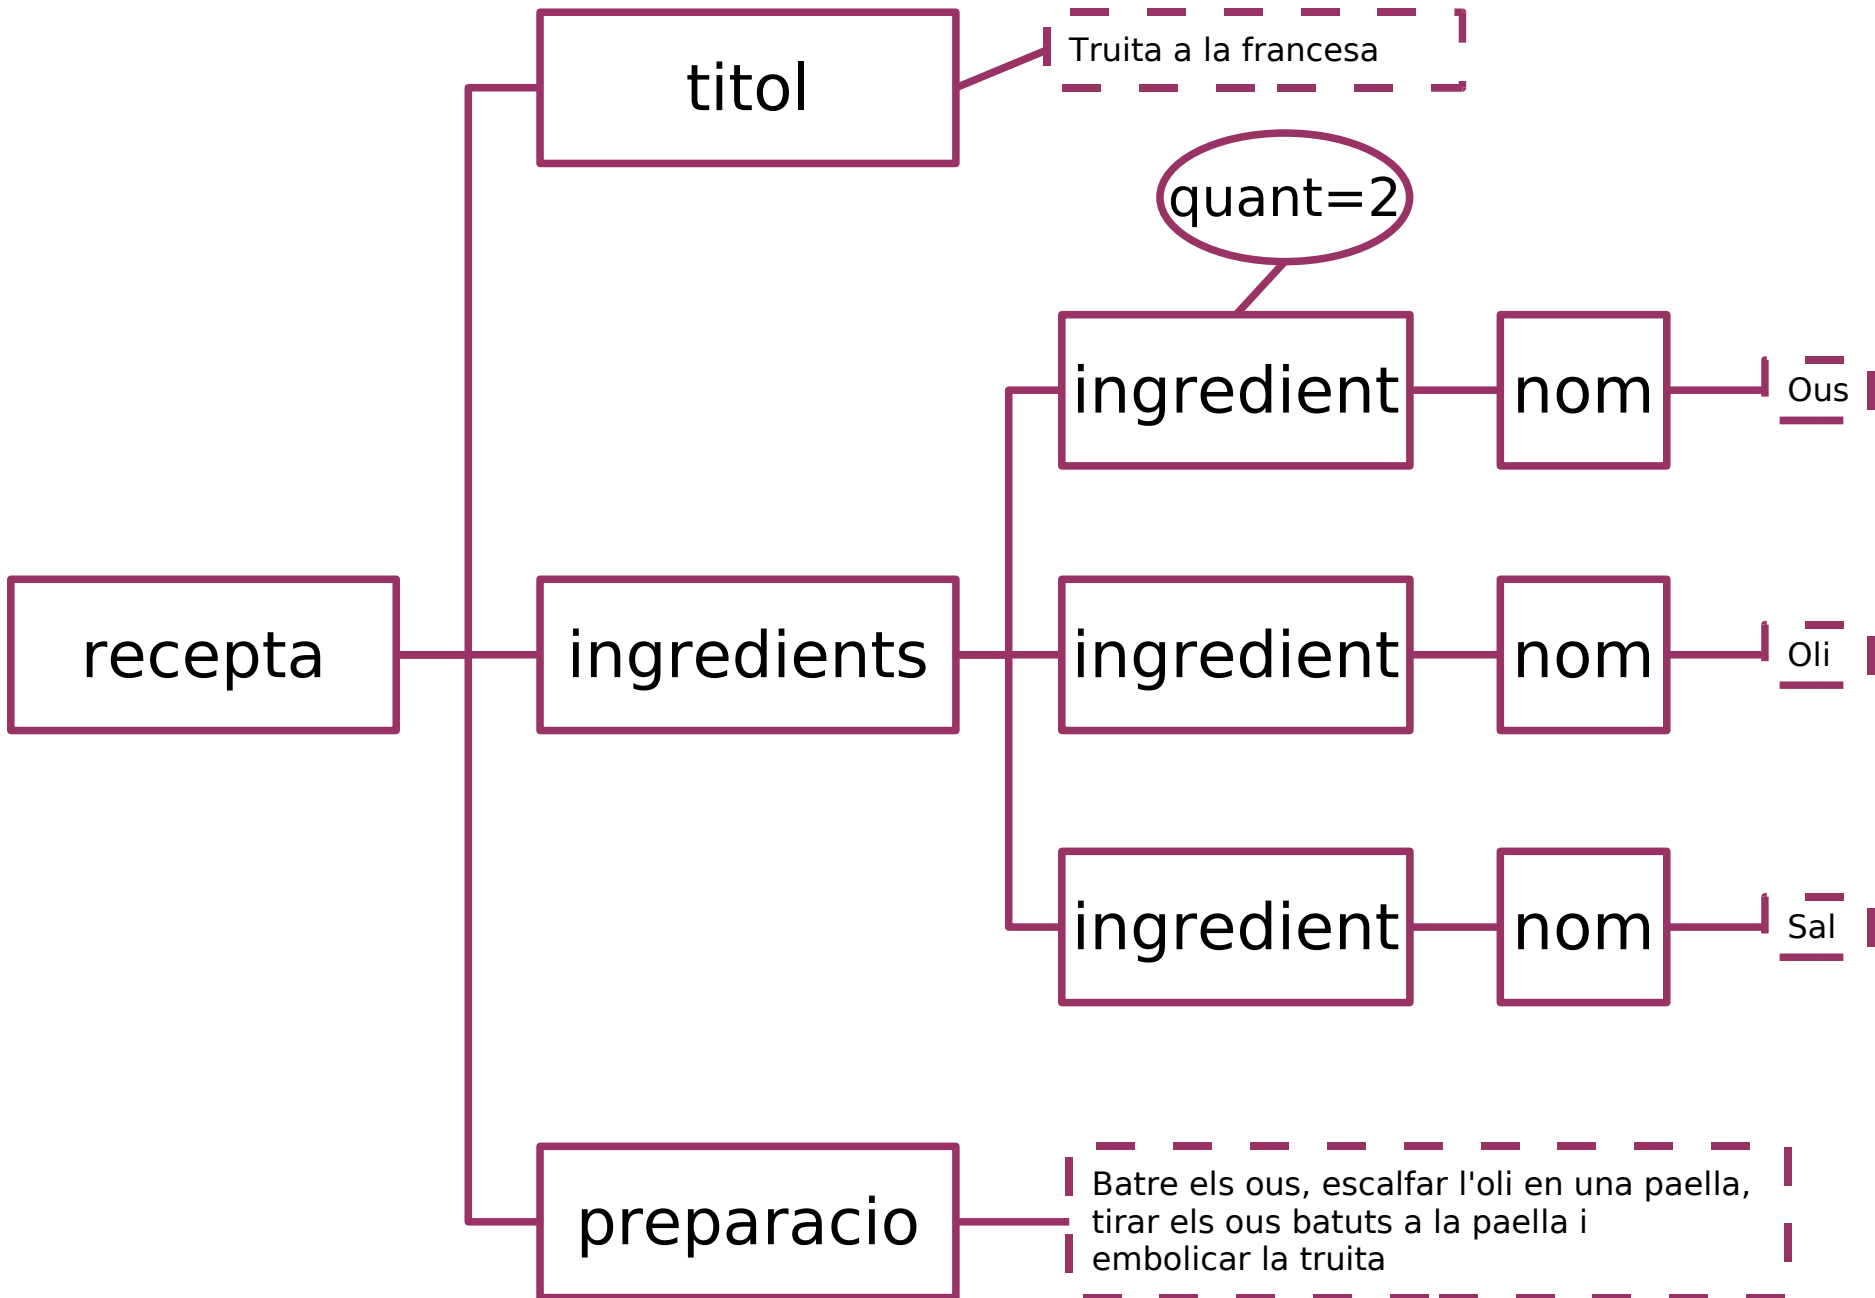 titol
Truita a la francesa
quant=2
ingredient
nom
Ous
recepta
ingredients
ingredient
nom
Oli
ingredient
nom
Sal
preparacio
Batre els ous, escalfar l'oli en una paella,
tirar els ous batuts a la paella i
embolicar la truita